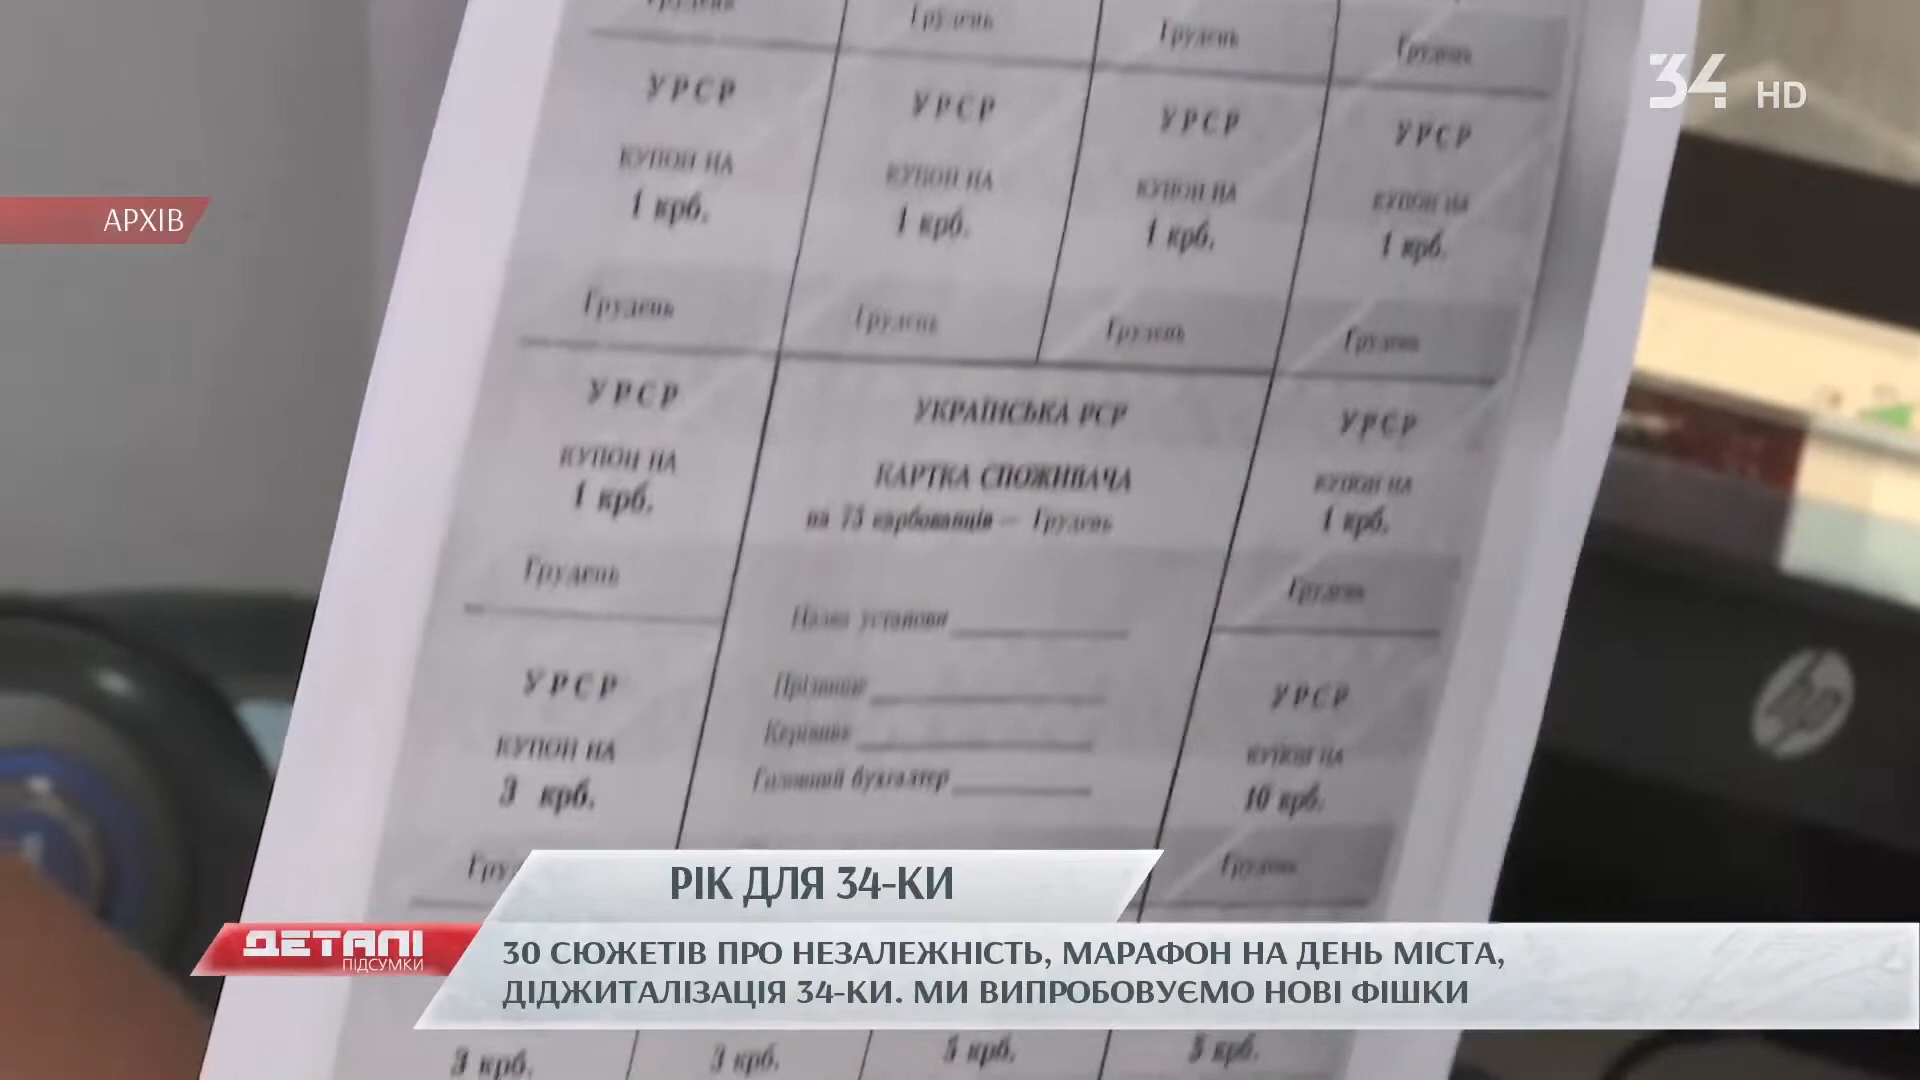 Грудень Грудень Грудень Грудень
34 HD
УРСР УРСР УРСР УРСР
КУПОН НА КУПОН НА КУПОН НА КУПОН НА
1 крб. 1 крб. 1 крб. 1 крб.
АРХІВ
Грудень Грудень Грудень Грудень
УРСР УКРАЇНСЬКА РСР УРСР
КУПОН НА КАРТКА СПОЖИВАЧА КУПОН НА
1 крб. на 75 карбованців — Грудень 1 крб.
Грудень Грудень
Назва установи
УРСР Прізвище УРСР
КУПОН НА Керівник КУПОН НА
3 крб. Головний бухгалтер 10 крб.
Грудень
РІК ДЛЯ 34-КИ
ДЕТАЛІ
ПІДСУМКИ
30 СЮЖЕТІВ ПРО НЕЗАЛЕЖНІСТЬ, МАРАФОН НА ДЕНЬ МІСТА,
ДІДЖИТАЛІЗАЦІЯ 34-КИ. МИ ВИПРОБОВУЄМО НОВІ ФІШКИ
3 крб. 3 крб. 5 крб. 5 крб.
hp